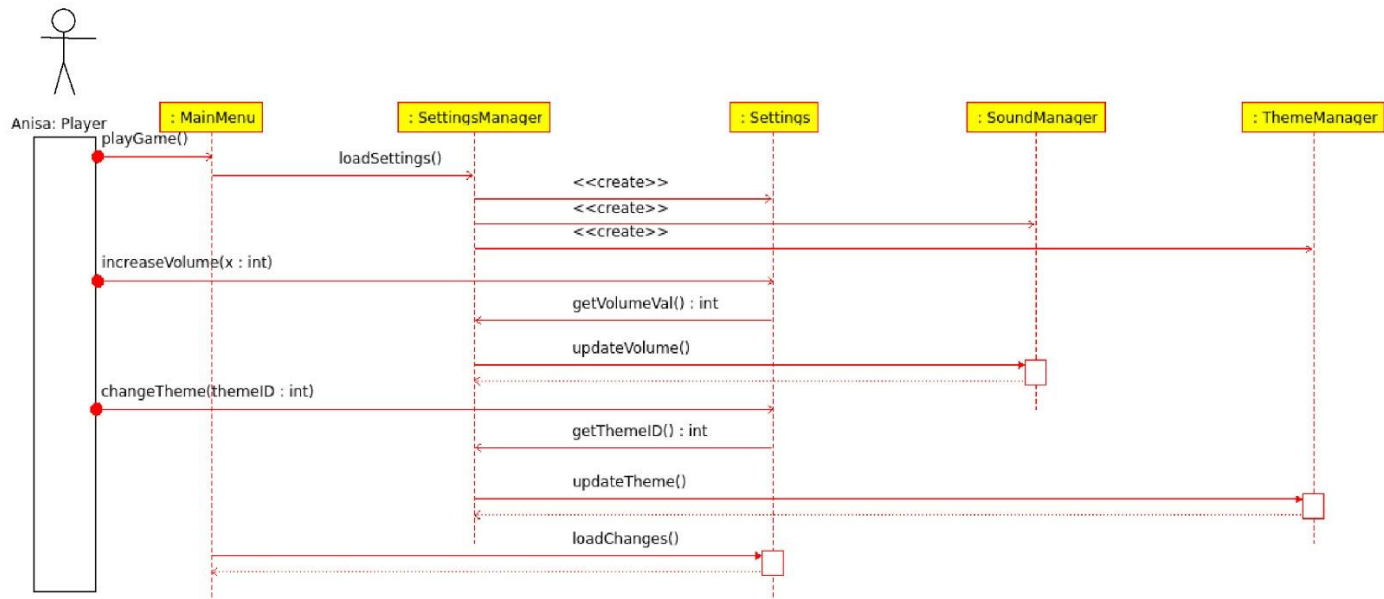 : MainMenu
: SettingsManager
: Settings
: SoundManager
: ThemeManager
Anisa: Player
playGame()
loadSettings()
<<create>>
<<create>>
<<create>>
increaseVolume(x : int)
getVolumeVal() : int
updateVolume()
changeTheme(themeID : int)
getThemeID() : int
updateTheme()
loadChanges()